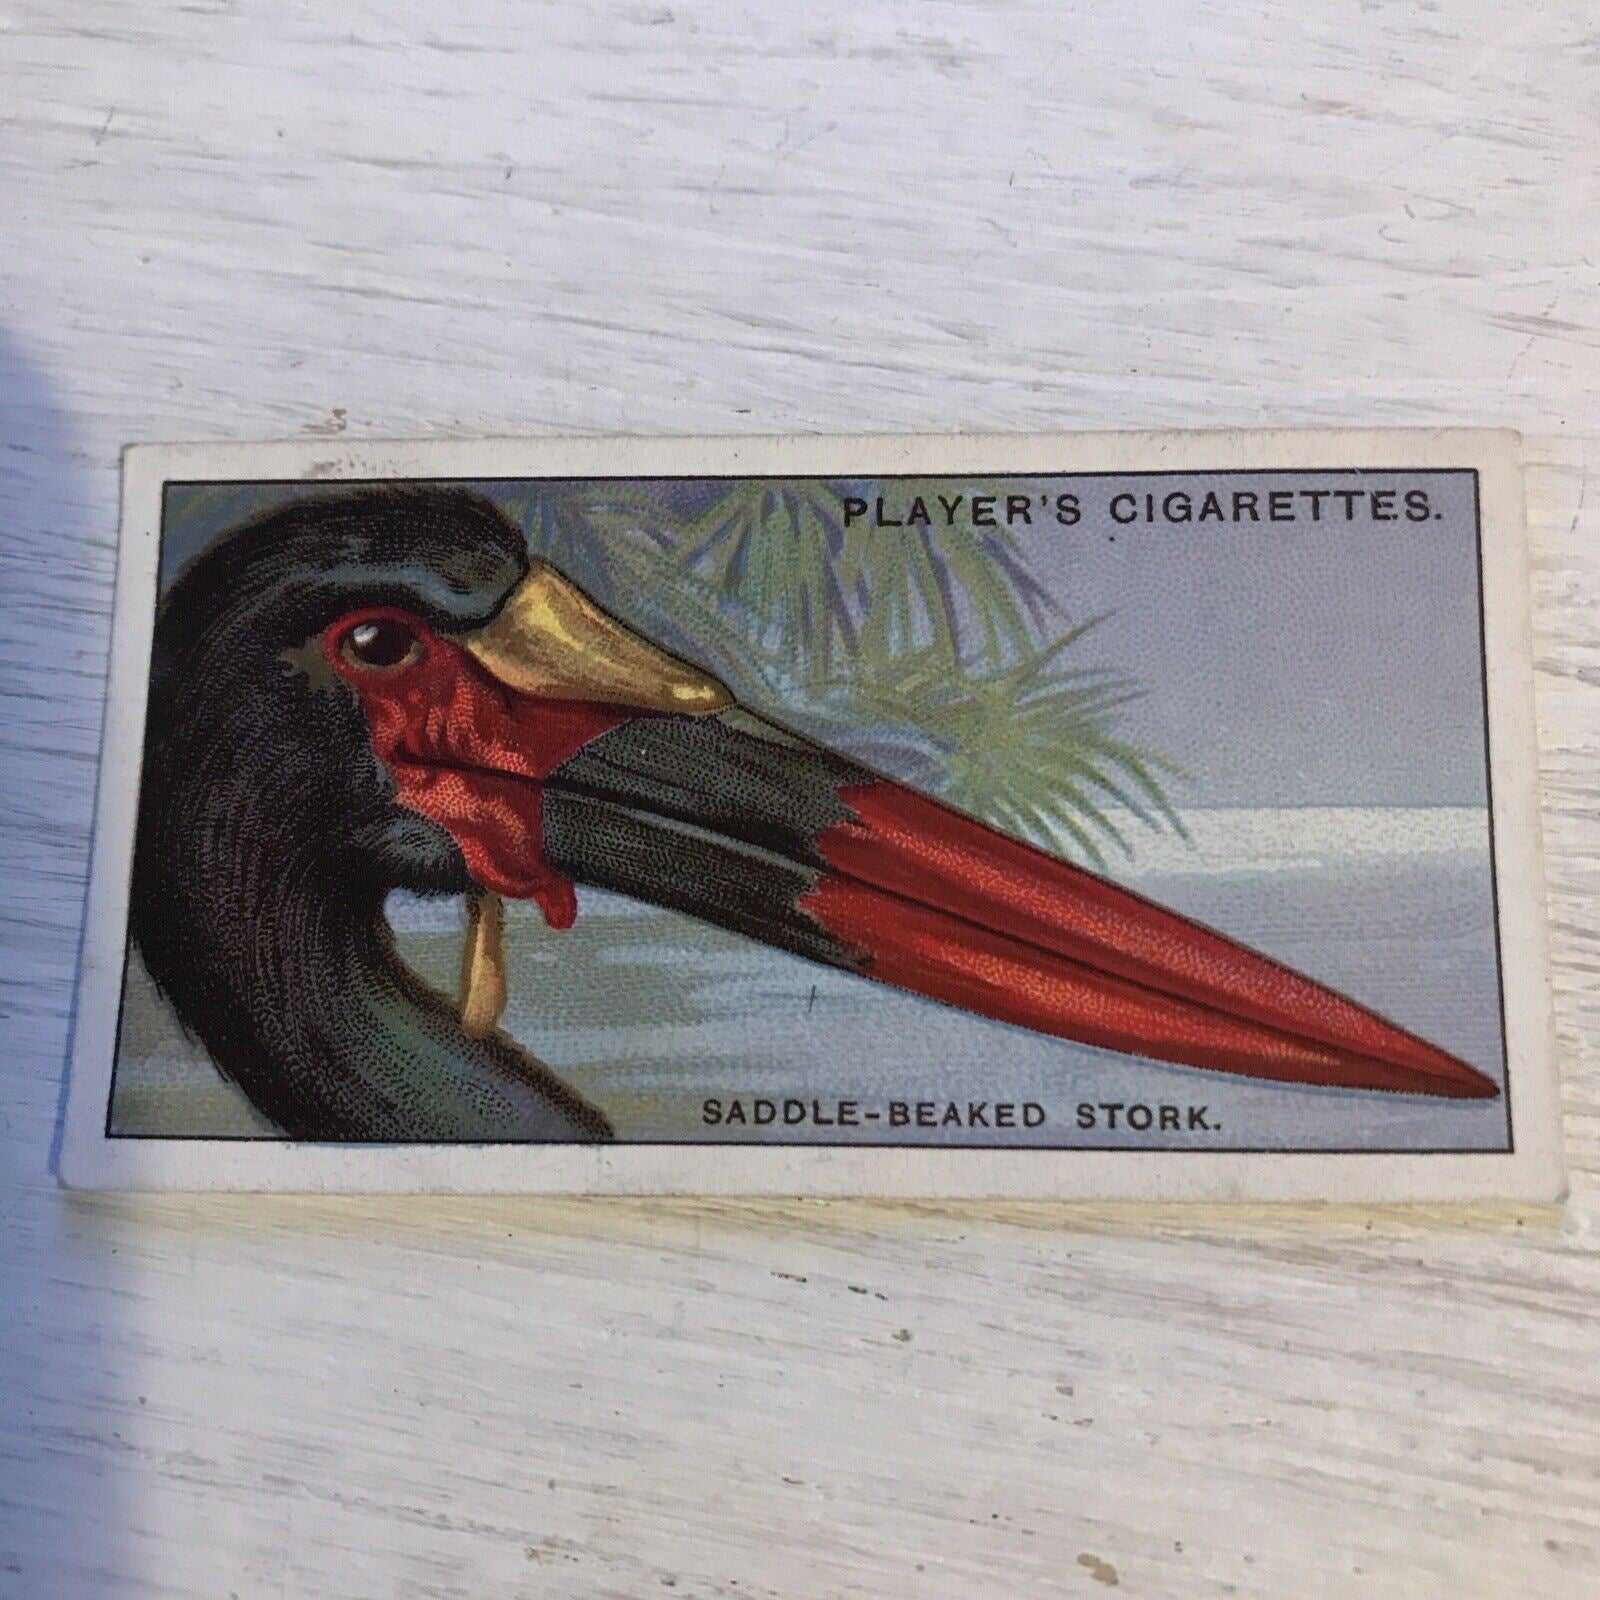 PLAYER'S CIGARETTES.
SADDLE-BEAKED STORK.